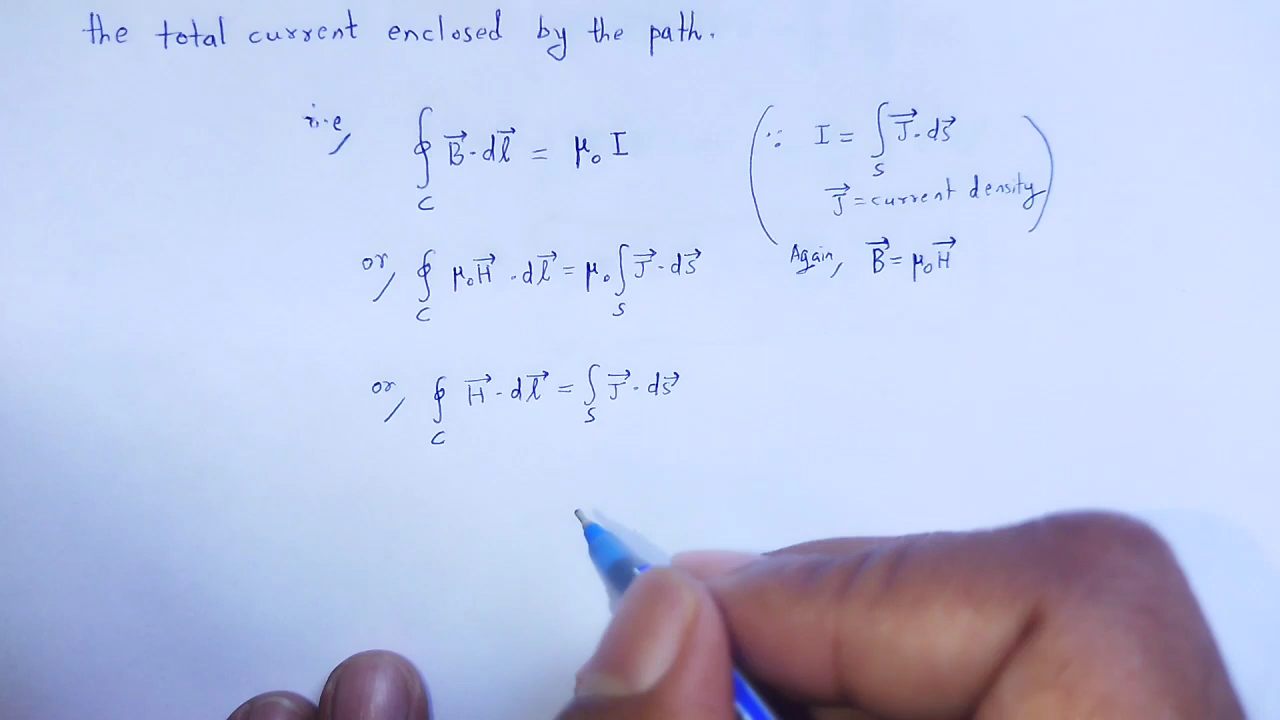 the total current enclosed by the path.
i.e, ∮_C B⃗·dl⃗ = μ₀ I
(∵ I = ∫_S J⃗·ds⃗
J⃗ = current density)
or, ∮_C μ₀H⃗ ·dl⃗ = μ₀∫_S J⃗·ds⃗
Again, B⃗ = μ₀H⃗
or, ∮_C H⃗·dl⃗ = ∫_S J⃗·ds⃗